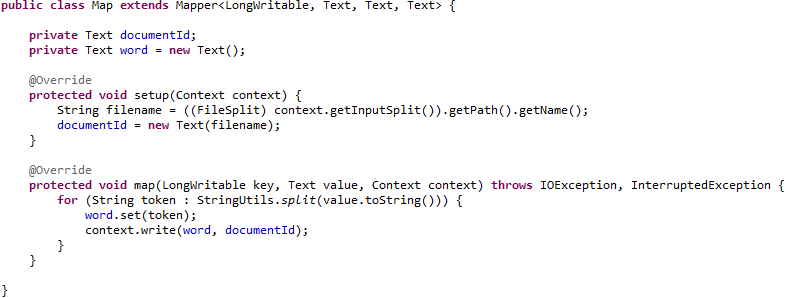 public class Map extends Mapper<LongWritable, Text, Text, Text> {
private Text documentId;
private Text word = new Text();
@Override
protected void setup(Context context) {
String filename = ((FileSplit) context.getInputSplit()).getPath().getName();
documentId = new Text(filename);
}
@Override
protected void map(LongWritable key, Text value, Context context) throws IOException, InterruptedException {
for (String token : StringUtils.split(value.toString())) {
word.set(token);
context.write(word, documentId);
}
}
}